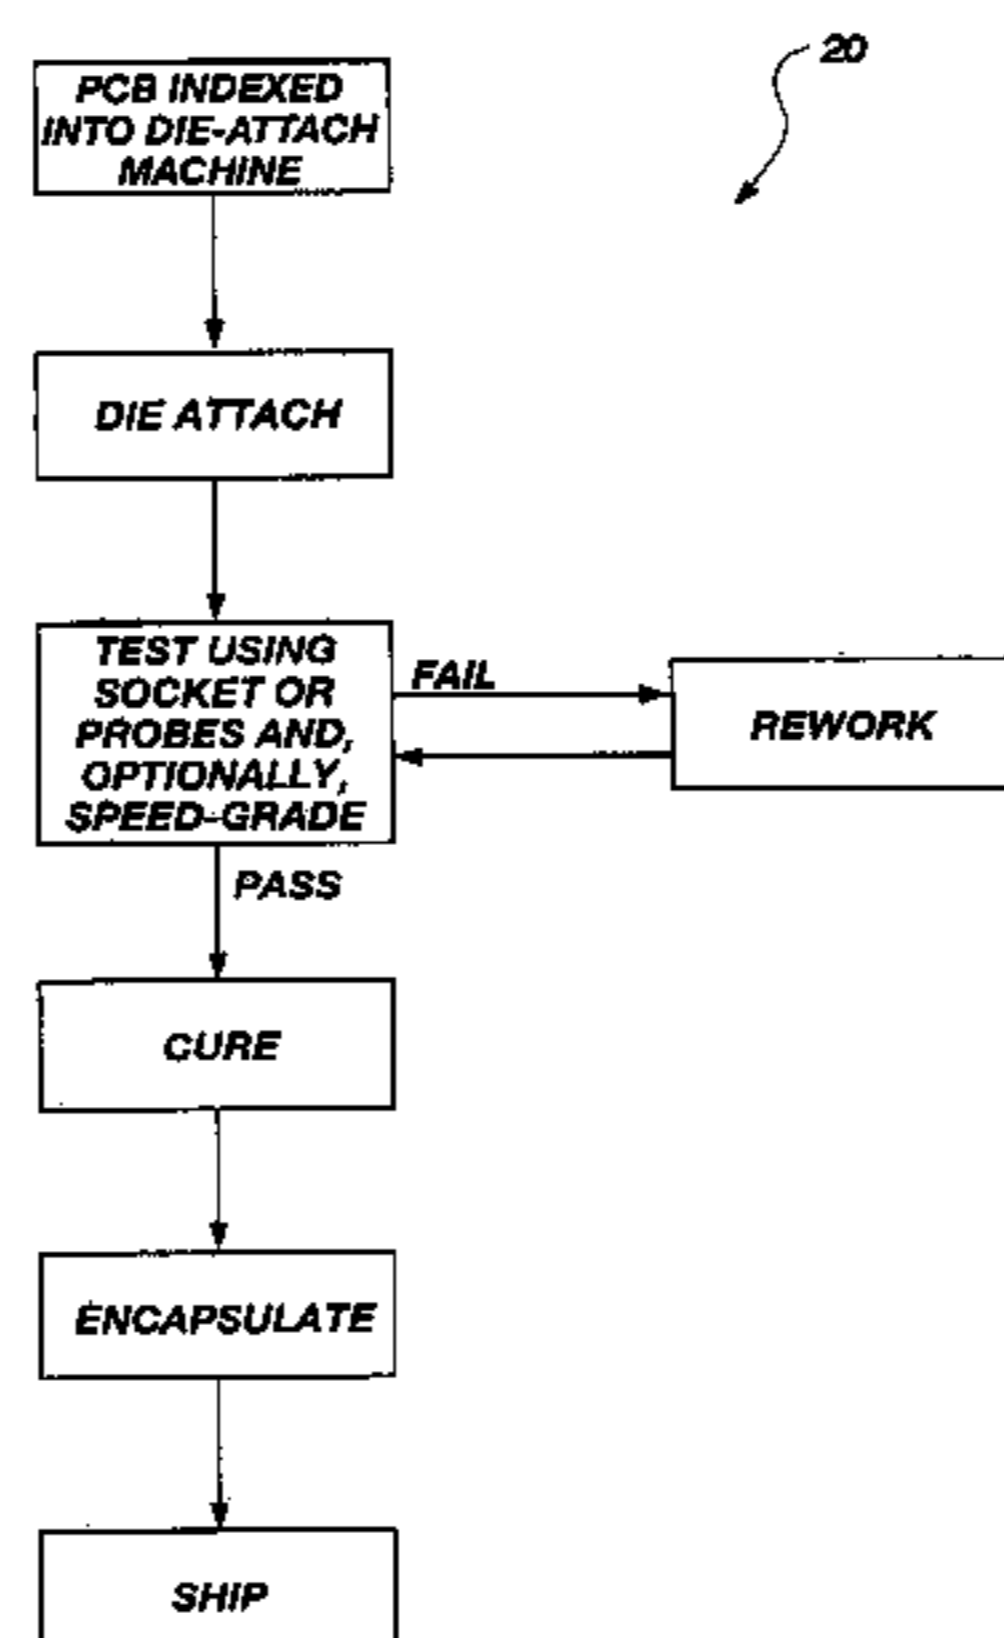 20
PCB INDEXED
INTO DIE-ATTACH
MACHINE
DIE ATTACH
TEST USING
SOCKET OR
PROBES AND,
OPTIONALLY,
SPEED-GRADE
FAIL
REWORK
PASS
CURE
ENCAPSULATE
SHIP